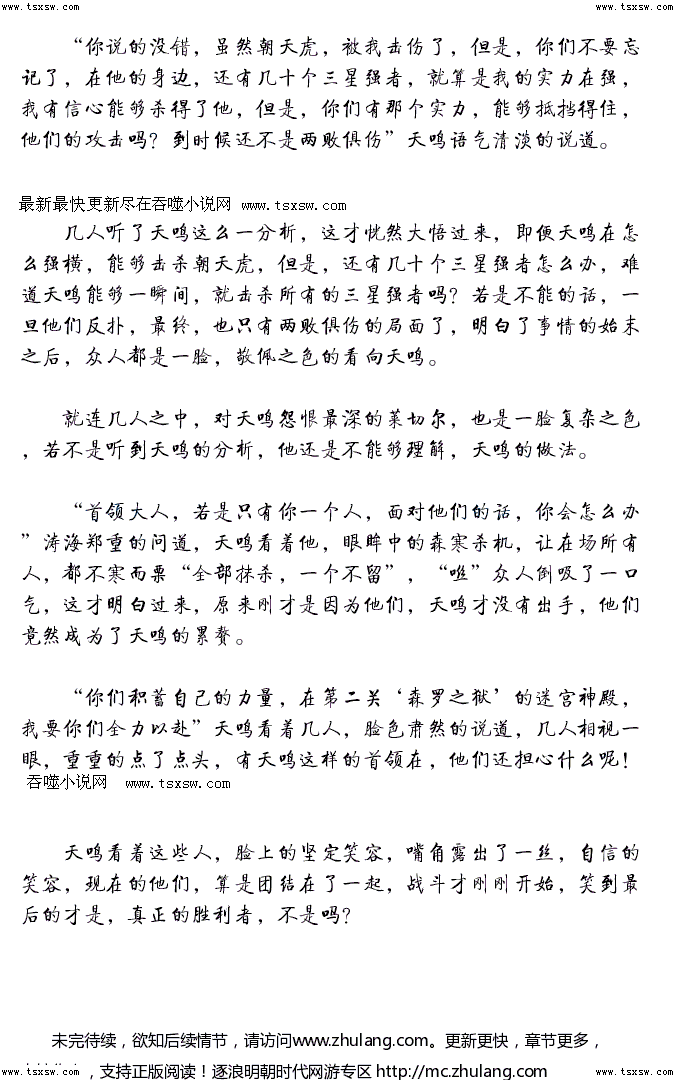 www.tsxsw.com www.tsxsw.com www.tsxsw.com
“你说的没错，虽然朝天虎，被我击伤了，但是，你们不要忘
记了，在他的身边，还有几十个三星强者，就算是我的实力在强，
我有信心能够杀得了他，但是，你们有那个实力，能够抵挡得住，
他们的攻击吗？到时候还不是两败俱伤”天鸣语气清淡的说道。
最新最快更新尽在吞噬小说网 www.tsxsw.com
几人听了天鸣这么一分析，这才恍然大悟过来，即便天鸣在怎
么强横，能够击杀朝天虎，但是，还有几十个三星强者怎么办，难
道天鸣能够一瞬间，就击杀所有的三星强者吗？若是不能的话，一
旦他们反扑，最终，也只有两败俱伤的局面了，明白了事情的始末
之后，众人都是一脸，敬佩之色的看向天鸣。
就连几人之中，对天鸣怨恨最深的莱切尔，也是一脸复杂之色
，若不是听到天鸣的分析，他还是不能够理解，天鸣的做法。
“首领大人，若是只有你一个人，面对他们的话，你会怎么办
”涛海郑重的问道，天鸣看着他，眼眸中的森寒杀机，让在场所有
人，都不寒而栗“全部抹杀，一个不留”，“咝”众人倒吸了一口
气，这才明白过来，原来刚才是因为他们，天鸣才没有出手，他们
竟然成为了天鸣的累赘。
“你们积蓄自己的力量，在第二关‘森罗之狱’的迷宫神殿，
我要你们全力以赴”天鸣看着几人，脸色肃然的说道，几人相视一
眼，重重的点了点头，有天鸣这样的首领在，他们还担心什么呢！
吞噬小说网 www.tsxsw.com
天鸣看着这些人，脸上的坚定笑容，嘴角露出了一丝，自信的
笑容，现在的他们，算是团结在了一起，战斗才刚刚开始，笑到最
后的才是，真正的胜利者，不是吗？
未完待续，欲知后续情节，请访问www.zhulang.com。更新更快，章节更多，
，支持正版阅读！逐浪明朝时代网游专区 http://mc.zhulang.com
www.tsxsw.com www.tsxsw.com